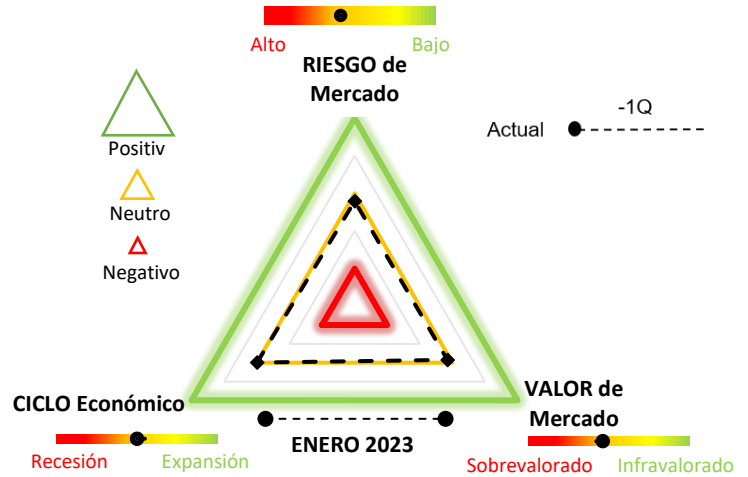 Alto Bajo
RIESGO de
Mercado
-1Q
Actual
Positiv
Neutro
Negativo
CICLO Económico
Recesión Expansión
ENERO 2023
VALOR de
Mercado
Sobrevalorado Infravalorado